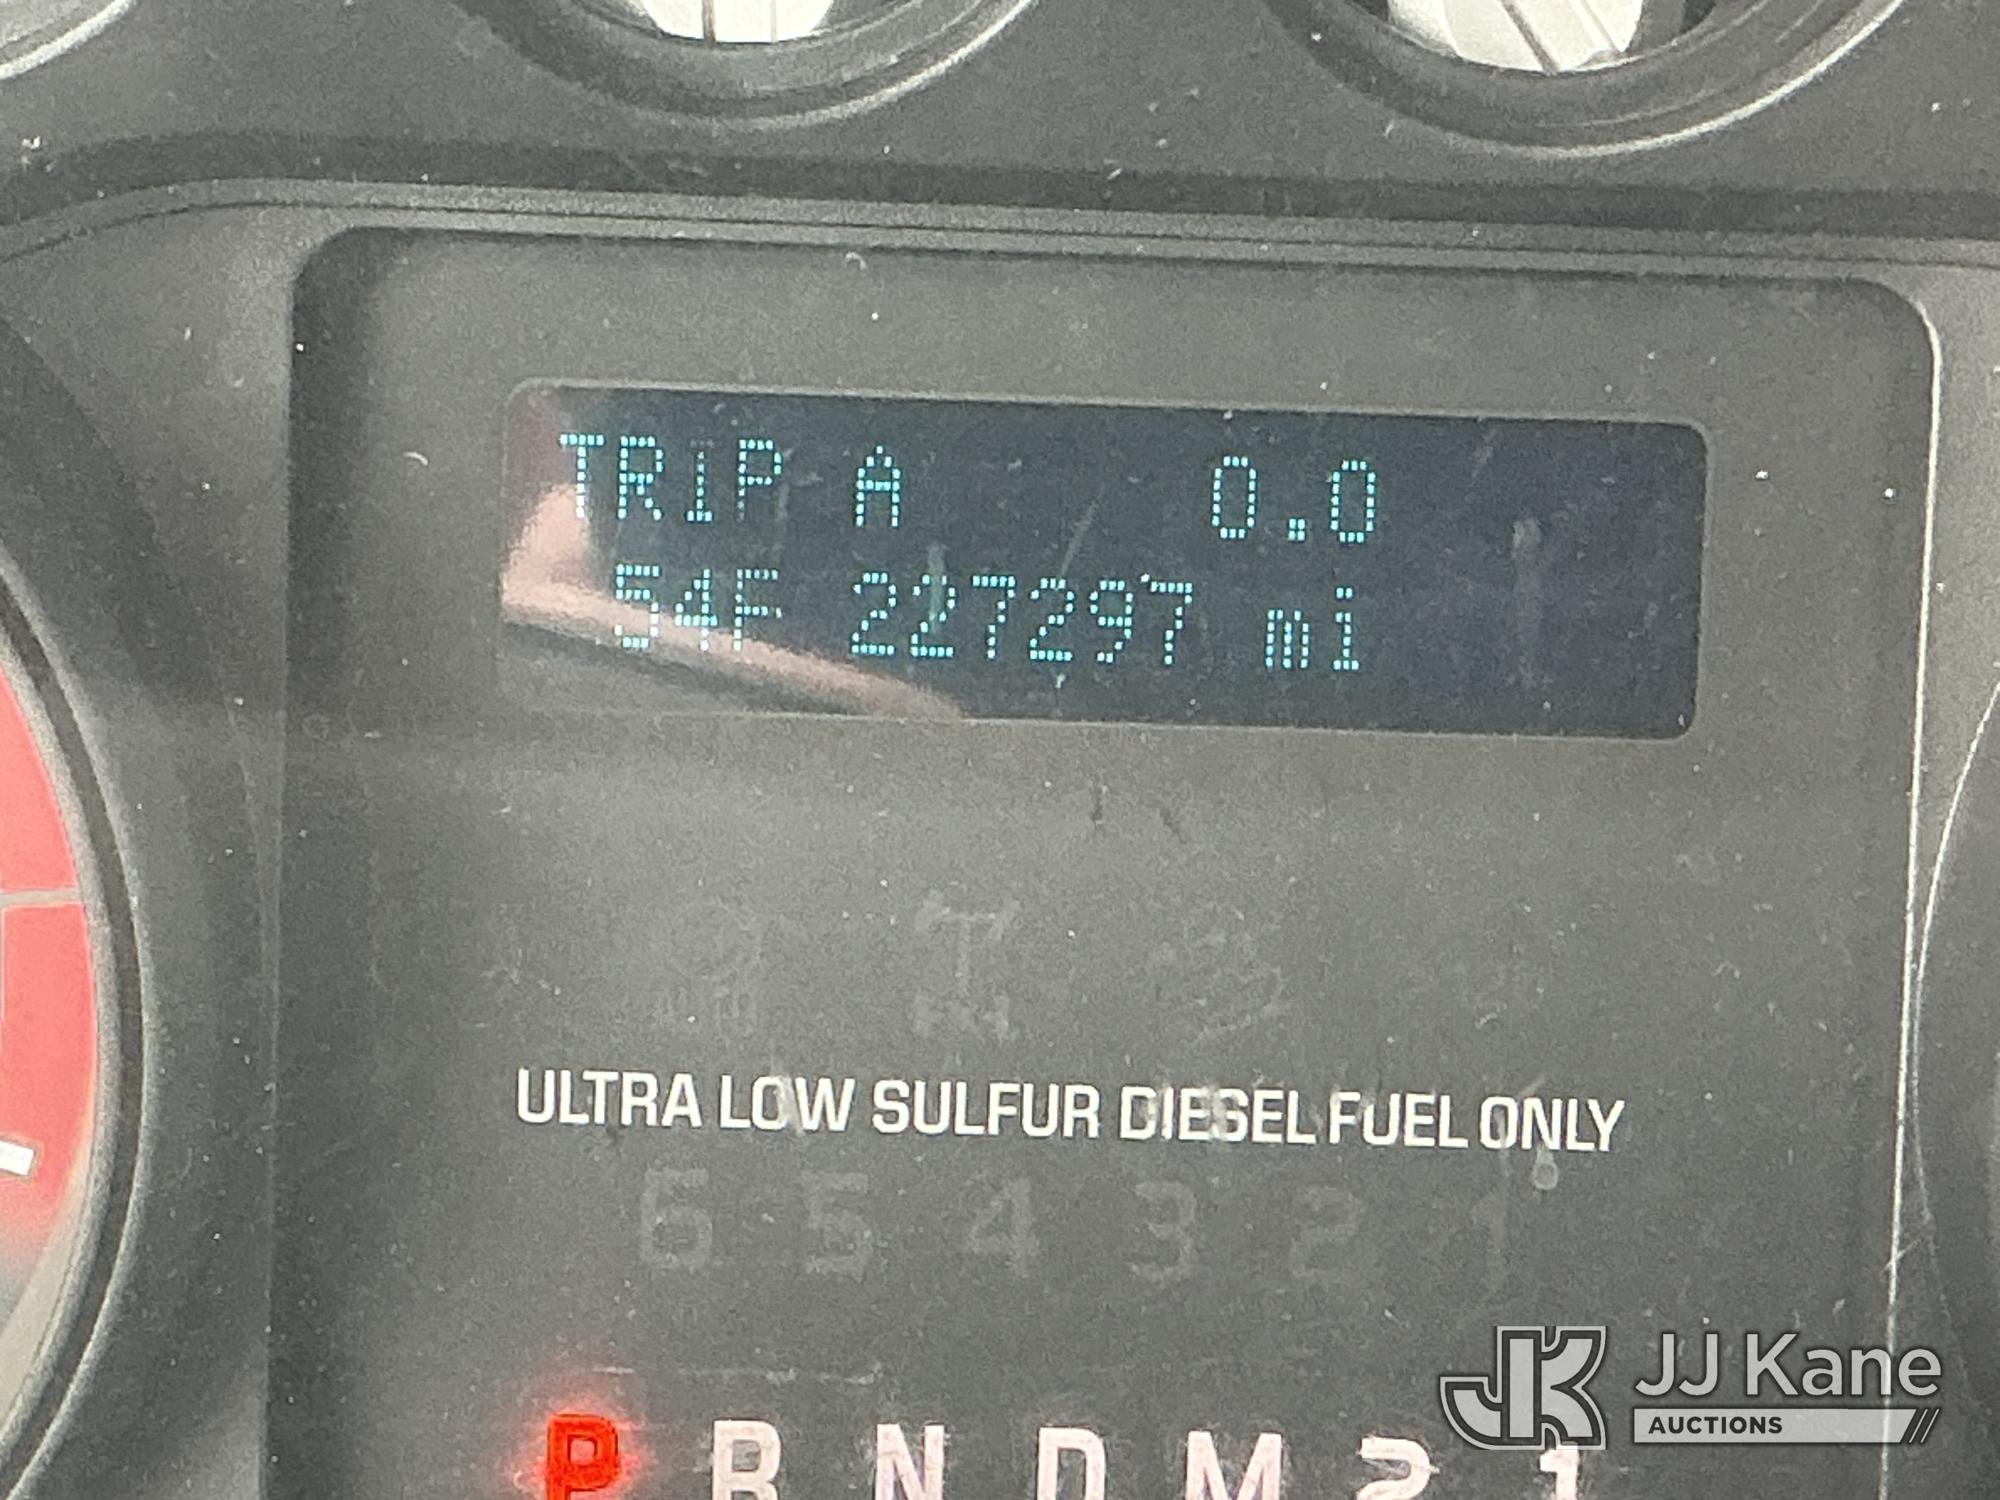 TRIP A 0.0
54F 227297 mi
ULTRA LOW SULFUR DIESEL FUEL ONLY
6 5 4 3 2 1
P R N D M 2 1
JK JJ Kane
AUCTIONS